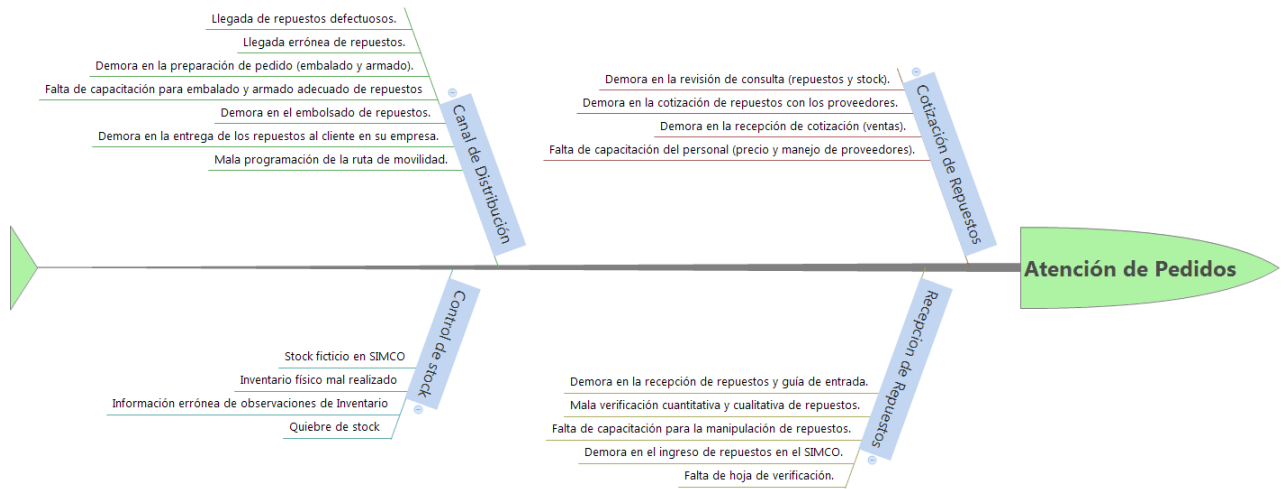 Llegada de repuestos defectuosos.
Llegada errónea de repuestos.
Demora en la preparación de pedido (embalado y armado).
Falta de capacitación para embalado y armado adecuado de repuestos
Demora en el embolsado de repuestos.
Demora en la entrega de los repuestos al cliente en su empresa.
Mala programación de la ruta de movilidad.
Canal de Distribución
Demora en la revisión de consulta (repuestos y stock).
Demora en la cotización de repuestos con los proveedores.
Demora en la recepción de cotización (ventas).
Falta de capacitación del personal (precio y manejo de proveedores).
Cotización de Repuestos
Atención de Pedidos
Control de stock
Stock ficticio en SIMCO
Inventario físico mal realizado
Información errónea de observaciones de Inventario
Quiebre de stock
Recepcion de Repuestos
Demora en la recepción de repuestos y guía de entrada.
Mala verificación cuantitativa y cualitativa de repuestos.
Falta de capacitación para la manipulación de repuestos.
Demora en el ingreso de repuestos en el SIMCO.
Falta de hoja de verificación.